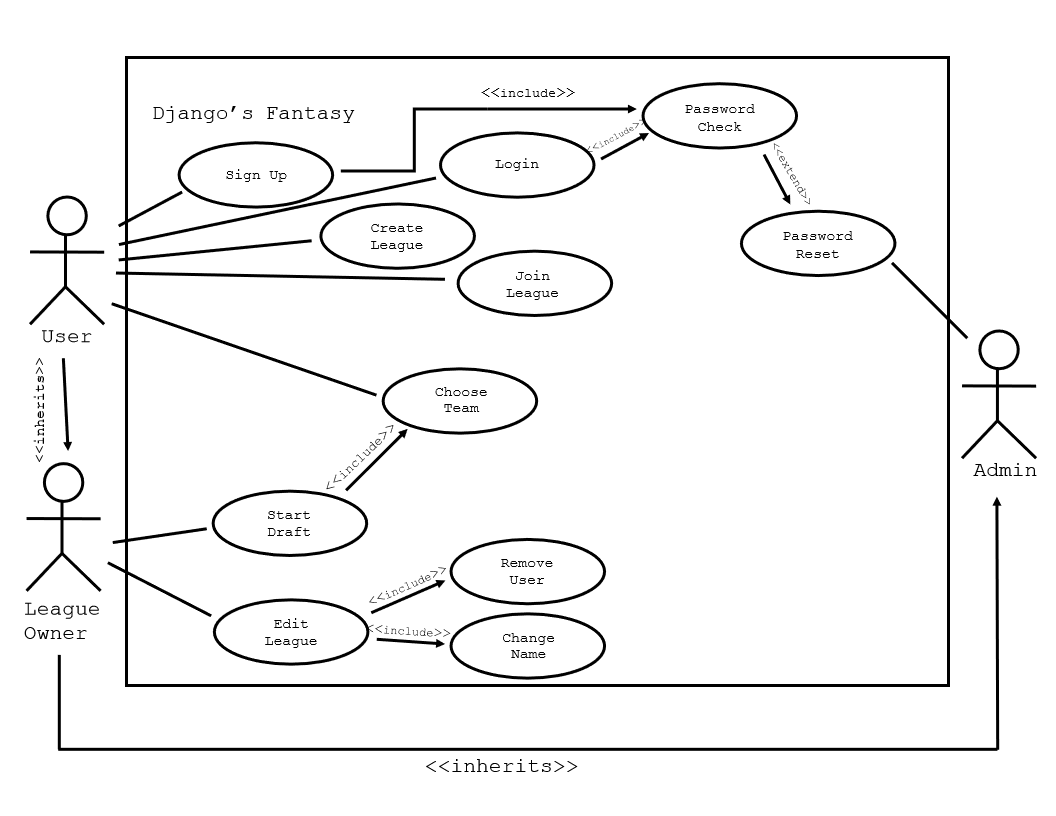 Django's Fantasy
<<include>>
Password
Check
Sign Up
Login
<<include>>
<<extend>>
Create
League
Password
Reset
Join
League
User
<<inherits>>
Choose
Team
<<include>>
Admin
Start
Draft
League
Owner
Remove
User
<<include>>
Edit
League
<<include>>
Change
Name
<<inherits>>